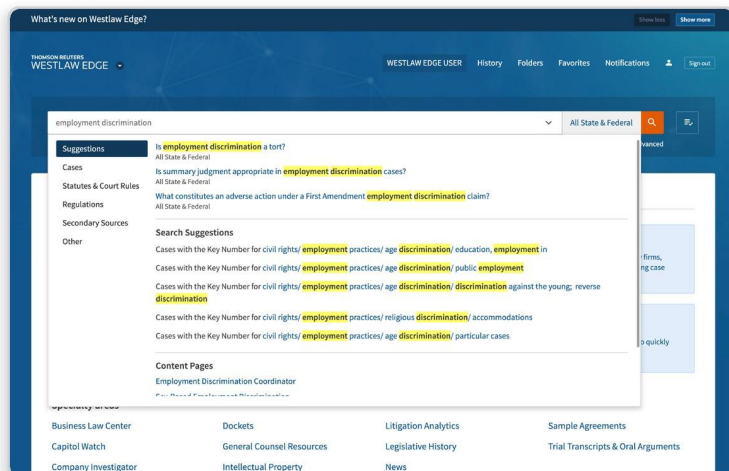 What's new on Westlaw Edge?
Show less
Show more
THOMSON REUTERS
WESTLAW EDGE
WESTLAW EDGE USER
History
Folders
Favorites
Notifications
Sign out
employment discrimination
All State & Federal
Suggestions
Cases
Statutes & Court Rules
Regulations
Secondary Sources
Other
Is employment discrimination a tort?
All State & Federal
Is summary judgment appropriate in employment discrimination cases?
All State & Federal
What constitutes an adverse action under a First Amendment employment discrimination claim?
All State & Federal
Search Suggestions
Cases with the Key Number for civil rights/ employment practices/ age discrimination/ education, employment in
Cases with the Key Number for civil rights/ employment practices/ age discrimination/ public employment
Cases with the Key Number for civil rights/ employment practices/ age discrimination/ discrimination against the young; reverse
discrimination
Cases with the Key Number for civil rights/ employment practices/ religious discrimination/ accommodations
Cases with the Key Number for civil rights/ employment practices/ age discrimination/ particular cases
Content Pages
Employment Discrimination Coordinator
firms,
case
quickly
Business Law Center
Dockets
Litigation Analytics
Sample Agreements
Capitol Watch
General Counsel Resources
Legislative History
Trial Transcripts & Oral Arguments
Company Investigator
Intellectual Property
News